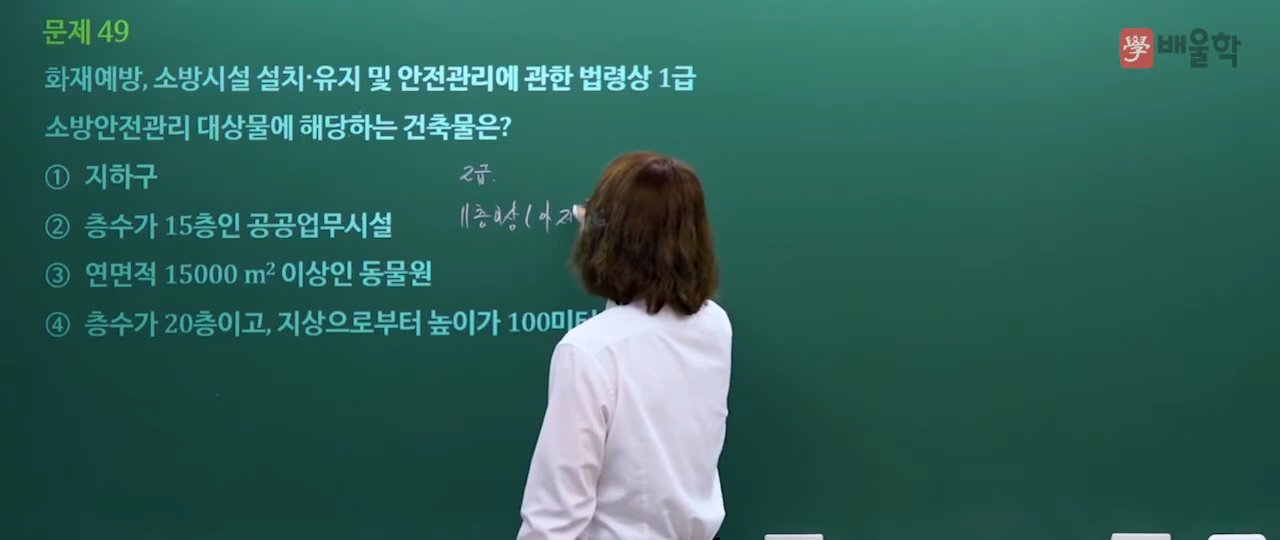 문제 49
學 배울학
화재예방, 소방시설 설치·유지 및 안전관리에 관한 법령상 1급
소방안전관리 대상물에 해당하는 건축물은?
① 지하구
2급.
② 층수가 15층인 공공업무시설
11층이상 (아
③ 연면적 15000 m² 이상인 동물원
④ 층수가 20층이고, 지상으로부터 높이가 100미터